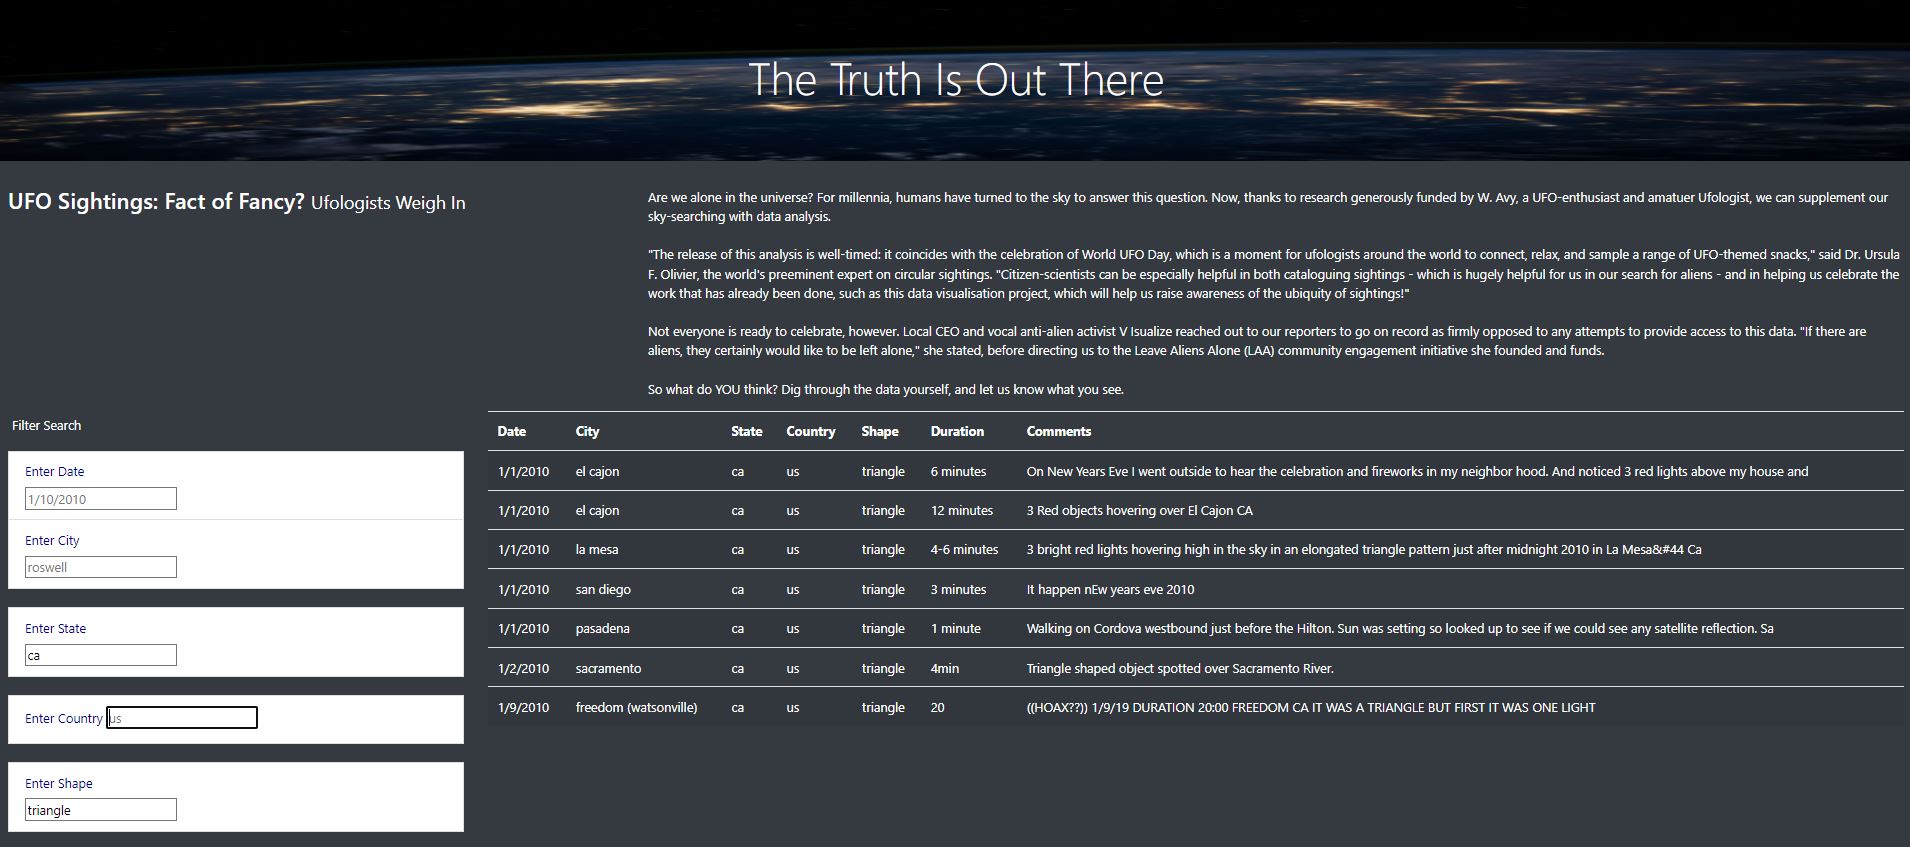 The Truth Is Out There
UFO Sightings: Fact of Fancy? Ufologists Weigh In
Are we alone in the universe? For millennia, humans have turned to the sky to answer this question. Now, thanks to research generously funded by W. Avy, a UFO-enthusiast and amatuer Ufologist, we can supplement our
sky-searching with data analysis.
"The release of this analysis is well-timed: it coincides with the celebration of World UFO Day, which is a moment for ufologists around the world to connect, relax, and sample a range of UFO-themed snacks," said Dr. Ursula
F. Olivier, the world's preeminent expert on circular sightings. "Citizen-scientists can be especially helpful in both cataloguing sightings - which is hugely helpful for us in our search for aliens - and in helping us celebrate the
work that has already been done, such as this data visualisation project, which will help us raise awareness of the ubiquity of sightings!"
Not everyone is ready to celebrate, however. Local CEO and vocal anti-alien activist V Isualize reached out to our reporters to go on record as firmly opposed to any attempts to provide access to this data. "If there are
aliens, they certainly would like to be left alone," she stated, before directing us to the Leave Aliens Alone (LAA) community engagement initiative she founded and funds.
So what do YOU think? Dig through the data yourself, and let us know what you see.
Filter Search
Enter Date
1/10/2010
Enter City
roswell
Enter State
ca
Enter Country us
Enter Shape
triangle
Date City State Country Shape Duration Comments
1/1/2010 el cajon ca us triangle 6 minutes On New Years Eve I went outside to hear the celebration and fireworks in my neighbor hood. And noticed 3 red lights above my house and
1/1/2010 el cajon ca us triangle 12 minutes 3 Red objects hovering over El Cajon CA
1/1/2010 la mesa ca us triangle 4-6 minutes 3 bright red lights hovering high in the sky in an elongated triangle pattern just after midnight 2010 in La Mesa&#44 Ca
1/1/2010 san diego ca us triangle 3 minutes It happen nEw years eve 2010
1/1/2010 pasadena ca us triangle 1 minute Walking on Cordova westbound just before the Hilton. Sun was setting so looked up to see if we could see any satellite reflection. Sa
1/2/2010 sacramento ca us triangle 4min Triangle shaped object spotted over Sacramento River.
1/9/2010 freedom (watsonville) ca us triangle 20 ((HOAX??)) 1/9/19 DURATION 20:00 FREEDOM CA IT WAS A TRIANGLE BUT FIRST IT WAS ONE LIGHT